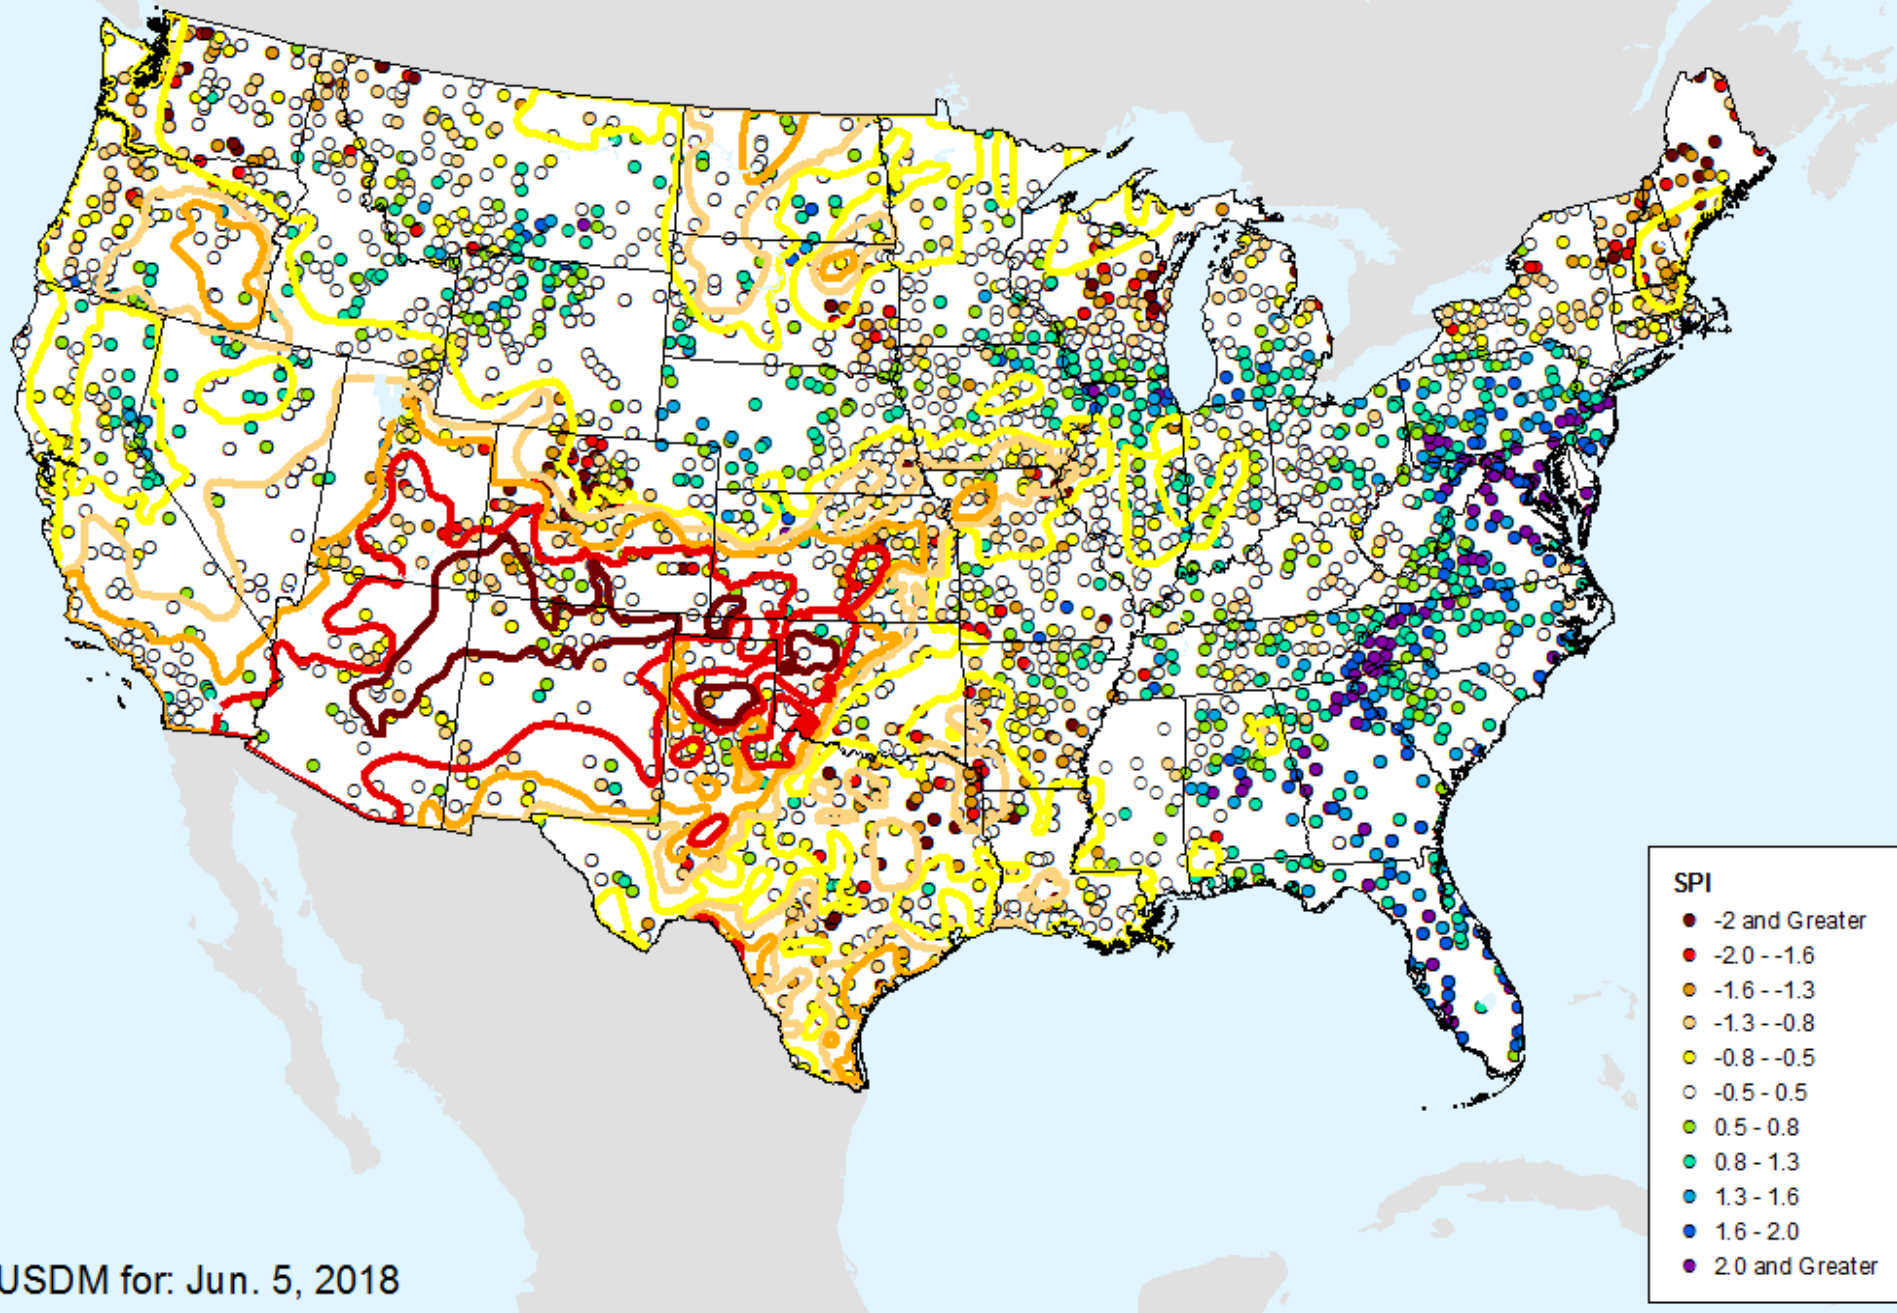 SPI
-2 and Greater
-2.0 - -1.6
-1.6 - -1.3
-1.3 - -0.8
-0.8 - -0.5
-0.5 - 0.5
0.5 - 0.8
0.8 - 1.3
1.3 - 1.6
1.6 - 2.0
2.0 and Greater
USDM for: Jun. 5, 2018